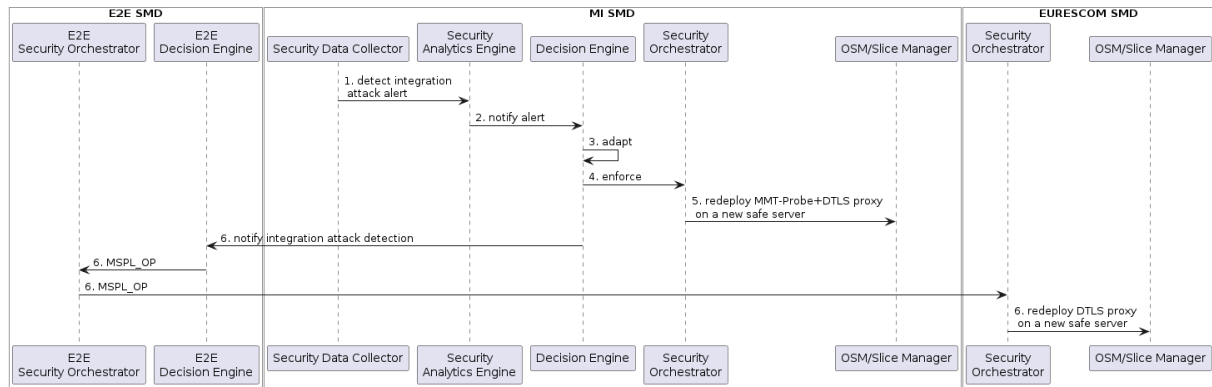 E2E SMD
MI SMD
EURESCOM SMD
E2E
Security Orchestrator
E2E
Decision Engine
Security Data Collector
Security
Analytics Engine
Decision Engine
Security
Orchestrator
OSM/Slice Manager
Security
Orchestrator
OSM/Slice Manager
1. detect integration
attack alert
2. notify alert
3. adapt
4. enforce
5. redeploy MMT-Probe+DTLS proxy
on a new safe server
6. notify integration attack detection
6. MSPL_OP
6. MSPL_OP
6. redeploy DTLS proxy
on a new safe server
E2E
Security Orchestrator
E2E
Decision Engine
Security Data Collector
Security
Analytics Engine
Decision Engine
Security
Orchestrator
OSM/Slice Manager
Security
Orchestrator
OSM/Slice Manager